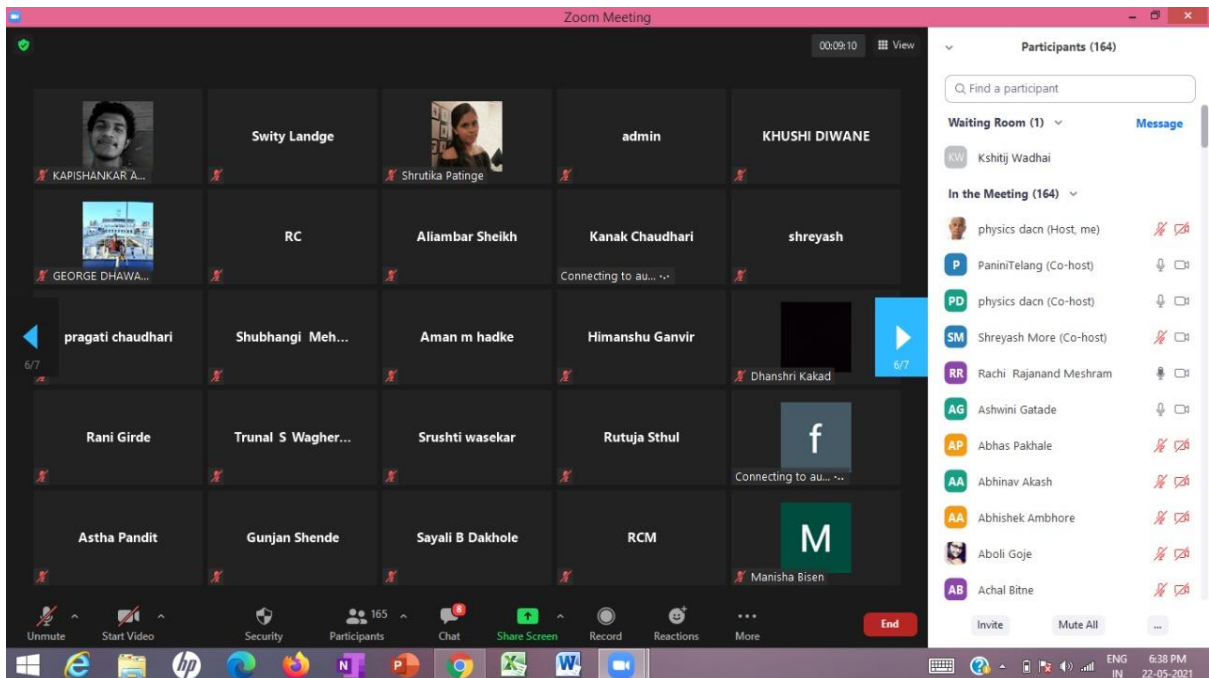 Zoom Meeting
00:09:10 View
KAPISHANKAR A...
Swity Landge
Shrutika Patinge
admin
KHUSHI DIWANE
GEORGE DHAWA...
RC
Aliambar Sheikh
Kanak Chaudhari
Connecting to au...
shreyash
pragati chaudhari
Shubhangi Meh...
Aman m hadke
Himanshu Ganvir
Dhanshri Kakad
6/7
6/7
Rani Girde
Trunal S Wagher...
Srushti wasekar
Rutuja Sthul
f
Connecting to au...
Astha Pandit
Gunjan Shende
Sayali B Dakhole
RCM
M
Manisha Bisen
Unmute
Start Video
Security
Participants
165
Chat
8
Share Screen
Record
Reactions
More
End
Participants (164)
Find a participant
Waiting Room (1)
Message
KW Kshitij Wadhai
In the Meeting (164)
physics dacn (Host, me)
P PaniniTelang (Co-host)
PD physics dacn (Co-host)
SM Shreyash More (Co-host)
RR Rachi Rajanand Meshram
AG Ashwini Gatade
AP Abhas Pakhale
AA Abhinav Akash
AA Abhishek Ambhore
Aboli Goje
AB Achal Bitne
Invite
Mute All
...
hp
N
P
X
W
ENG
IN
6:38 PM
22-05-2021